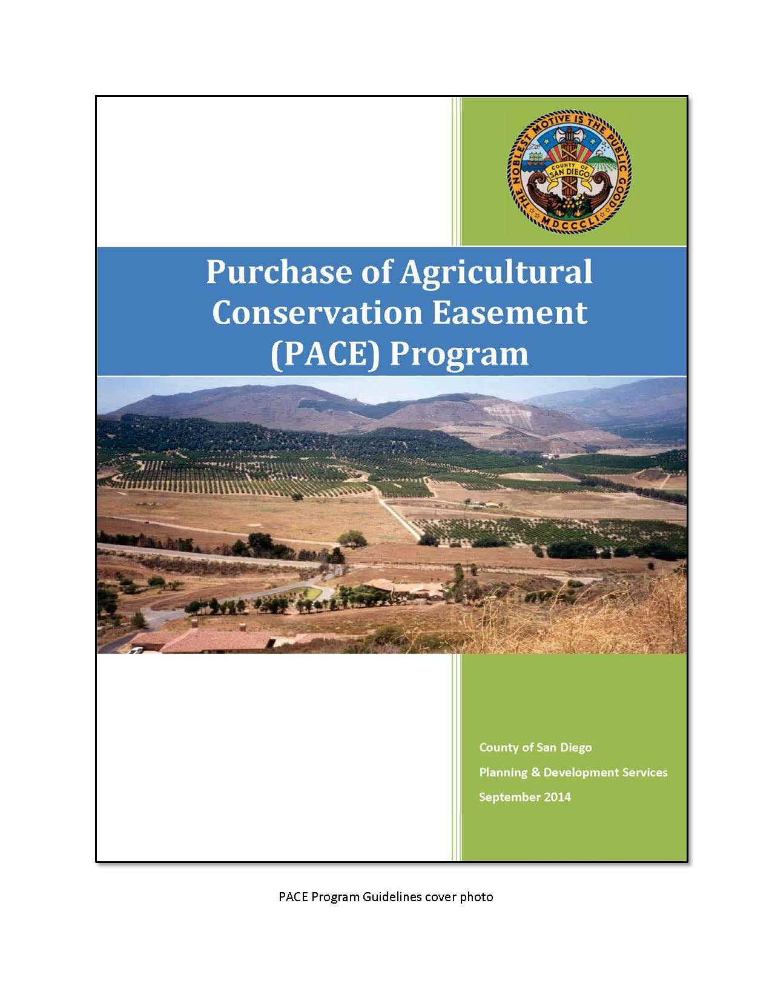 THE NOBLEST MOTIVE IS THE PUBLIC GOOD
COUNTY OF
SAN DIEGO
MDCCCLI
Purchase of Agricultural
Conservation Easement
(PACE) Program
County of San Diego
Planning & Development Services
September 2014
PACE Program Guidelines cover photo